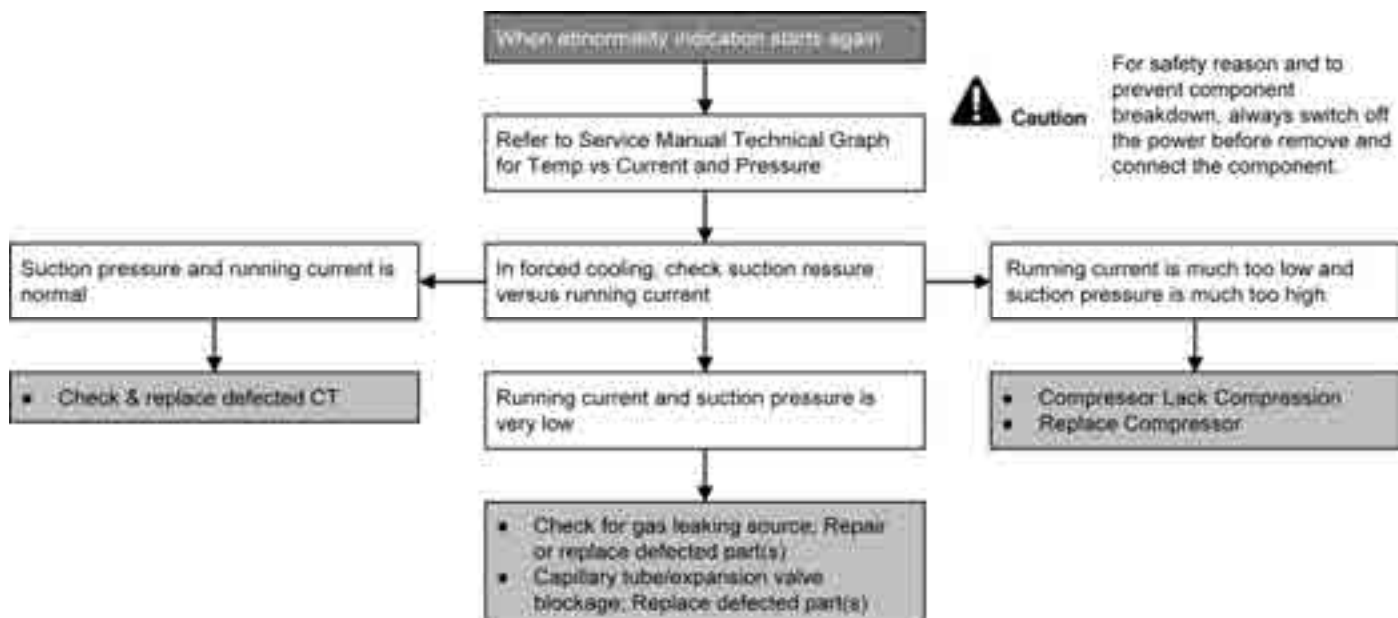 When abnormality indication starts again
For safety reason and to
prevent component
breakdown, always switch off
the power before remove and
connect the component.
Caution
Refer to Service Manual Technical Graph
for Temp vs Current and Pressure
Suction pressure and running current is
normal
In forced cooling, check suction ressure
versus running current
Running current is much too low and
suction pressure is much too high
• Check & replace defected CT
Running current and suction pressure is
very low
• Compressor Lack Compression
• Replace Compressor
• Check for gas leaking source; Repair
or replace defected part(s)
• Capillary tube/expansion valve
blockage; Replace defected part(s)